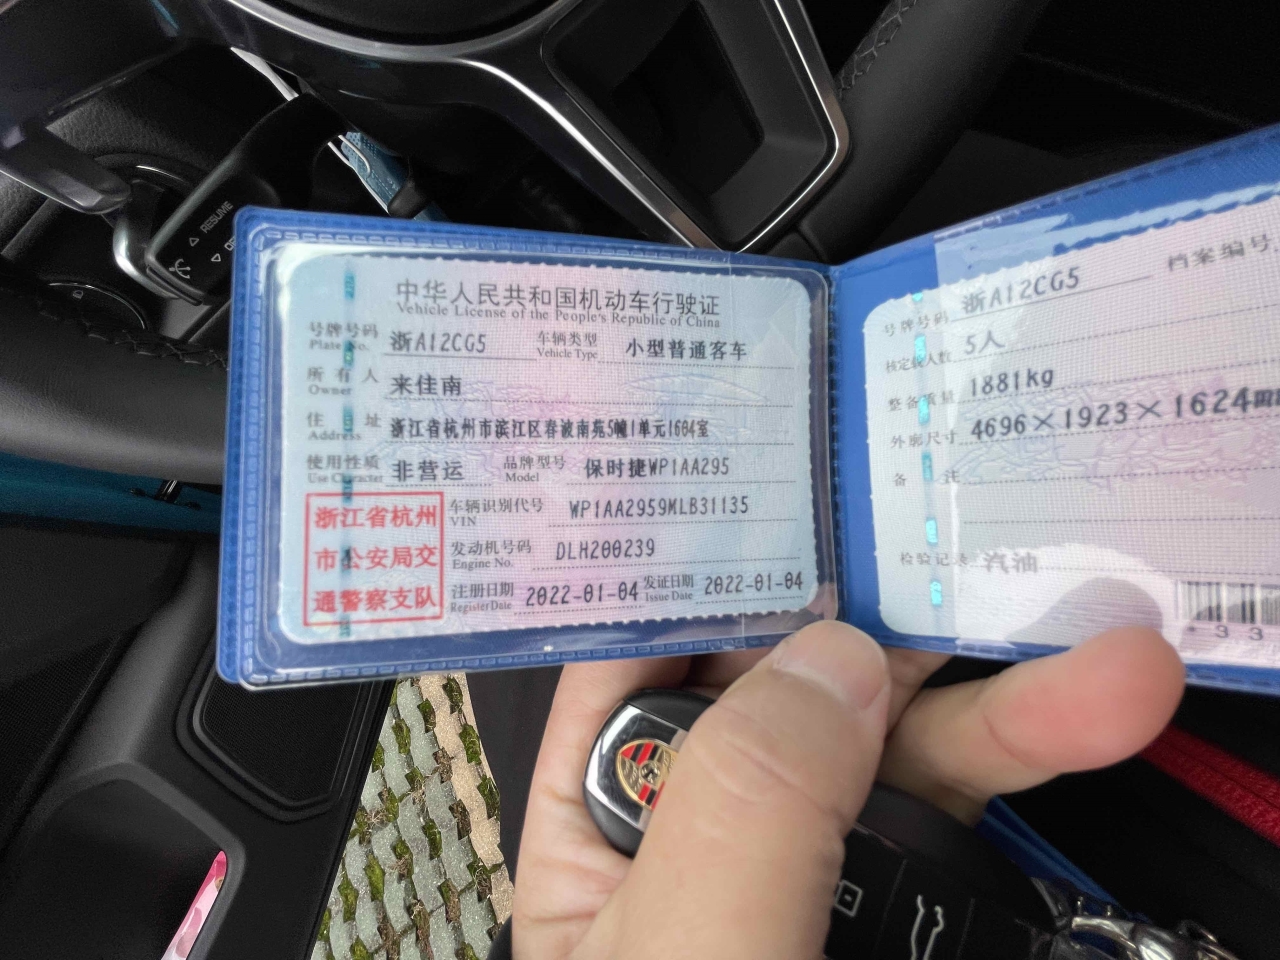 RESUME
中华人民共和国机动车行驶证
Vehicle License of the People's Republic of China
号牌号码 浙A12CG5 车辆类型 小型普通客车
Plate No. Vehicle Type
所有人 来佳南
Owner
住址 浙江省杭州市滨江区春波南苑5幢1单元1604室
Address
使用性质 非营运 品牌型号 保时捷WP1AA295
Use Character Model
浙江省杭州
市公安局交
通警察支队
车辆识别代号 WP1AA2959MLB31135
VIN
发动机号码 DLH200239
Engine No.
注册日期 2022-01-04 发证日期 2022-01-04
Register Date Issue Date
号牌号码 浙A12CG5 档案编号
核定载人数 5人
整备质量 1881kg
外廓尺寸 4696×1923×1624
备注
检验记录 汽油
*33